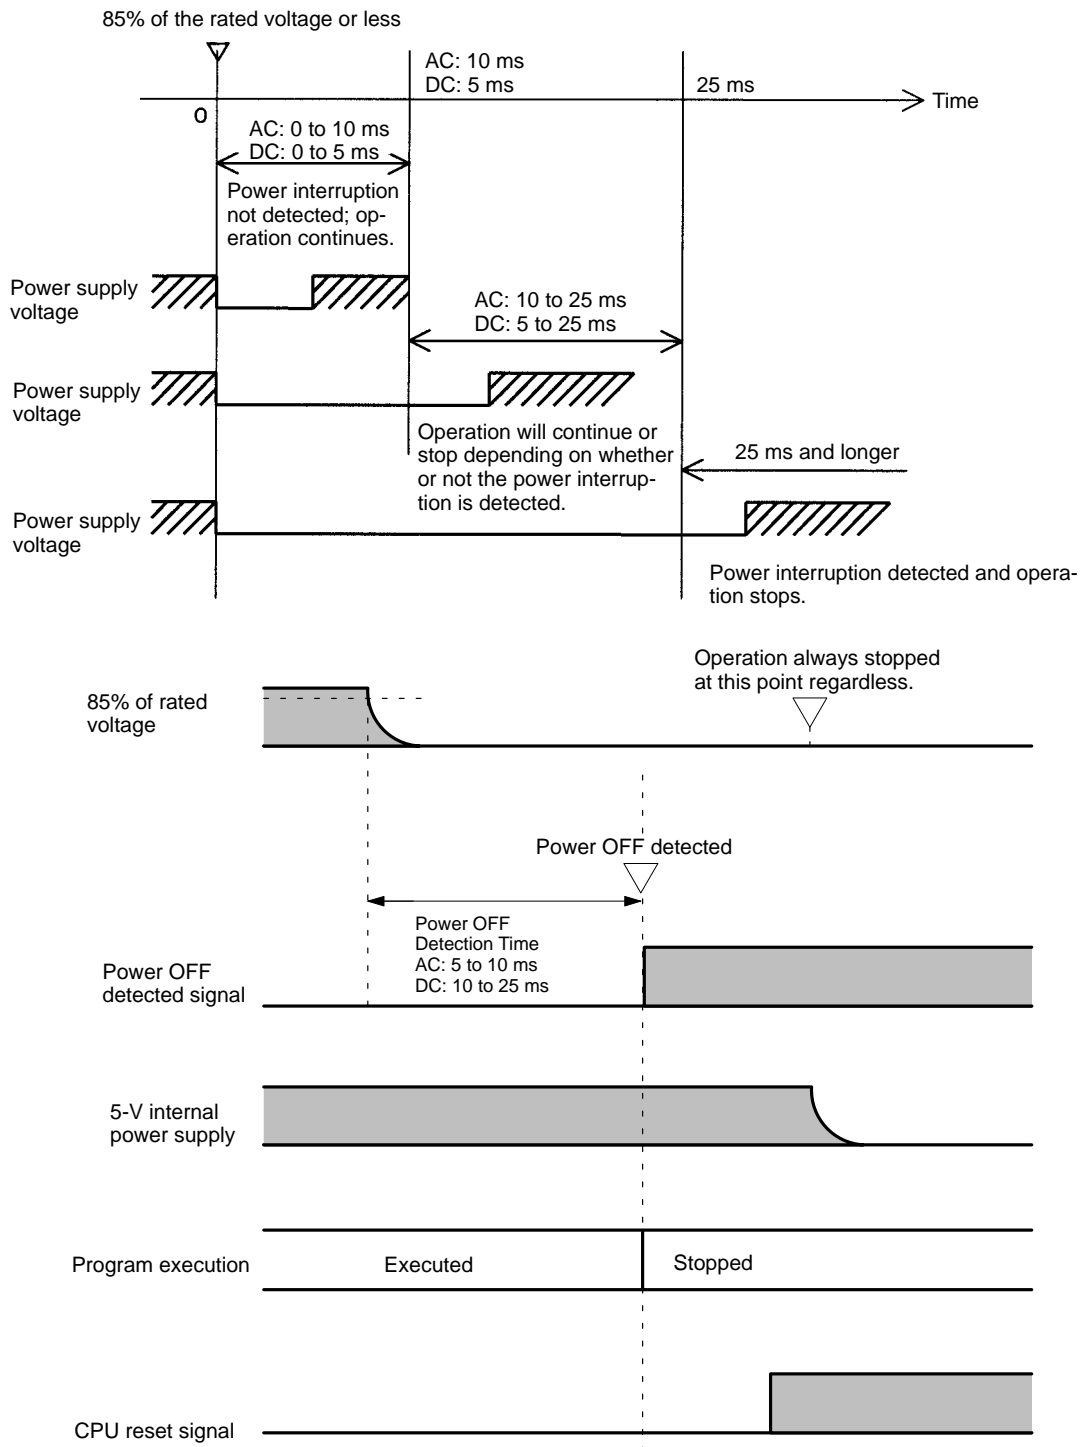 85% of the rated voltage or less
AC: 10 ms
DC: 5 ms
25 ms
Time
0
AC: 0 to 10 ms
DC: 0 to 5 ms
Power interruption
not detected; op-
eration continues.
Power supply
voltage
AC: 10 to 25 ms
DC: 5 to 25 ms
Power supply
voltage
Operation will continue or
stop depending on whether
or not the power interrup-
tion is detected.
25 ms and longer
Power supply
voltage
Power interruption detected and opera-
tion stops.
Operation always stopped
at this point regardless.
85% of rated
voltage
Power OFF detected
Power OFF
Detection Time
AC: 5 to 10 ms
DC: 10 to 25 ms
Power OFF
detected signal
5-V internal
power supply
Program execution
Executed
Stopped
CPU reset signal